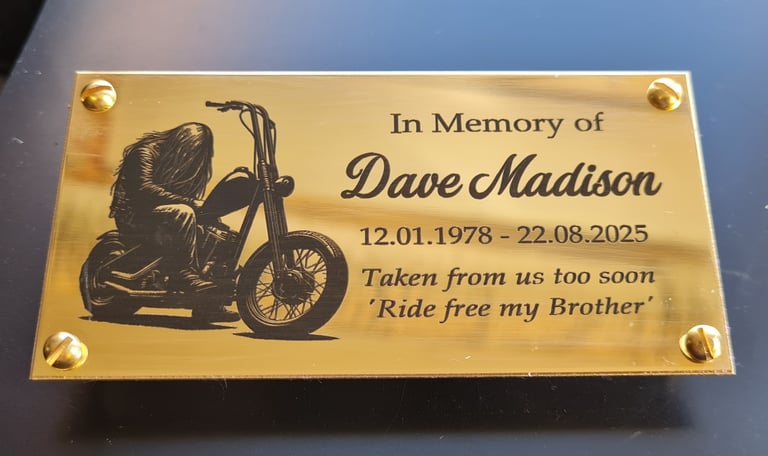 In Memory of
Dave Madison
12.01.1978 - 22.08.2025
Taken from us too soon
'Ride free my Brother'